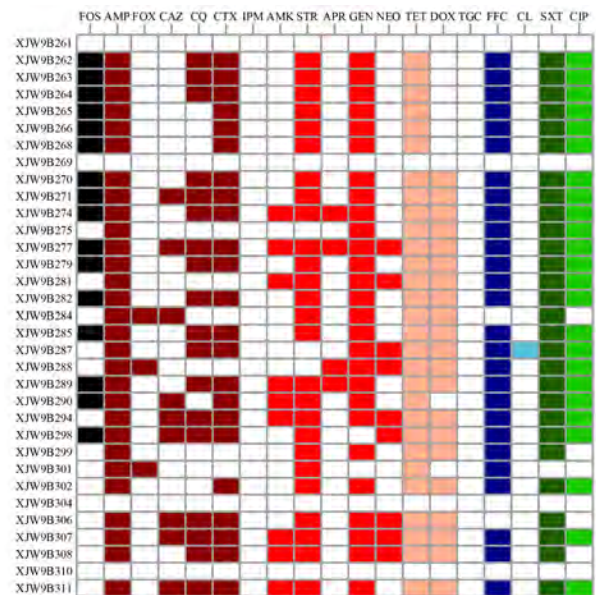 FOS AMP FOX CAZ CQ CTX IPM AMK STR APR GEN NEO TET DOX TGC FFC CL SXT CIP
XJW9B261
XJW9B262
XJW9B263
XJW9B264
XJW9B265
XJW9B266
XJW9B268
XJW9B269
XJW9B270
XJW9B271
XJW9B274
XJW9B275
XJW9B277
XJW9B279
XJW9B281
XJW9B282
XJW9B284
XJW9B285
XJW9B287
XJW9B288
XJW9B289
XJW9B290
XJW9B294
XJW9B298
XJW9B299
XJW9B301
XJW9B302
XJW9B304
XJW9B306
XJW9B307
XJW9B308
XJW9B310
XJW9B311